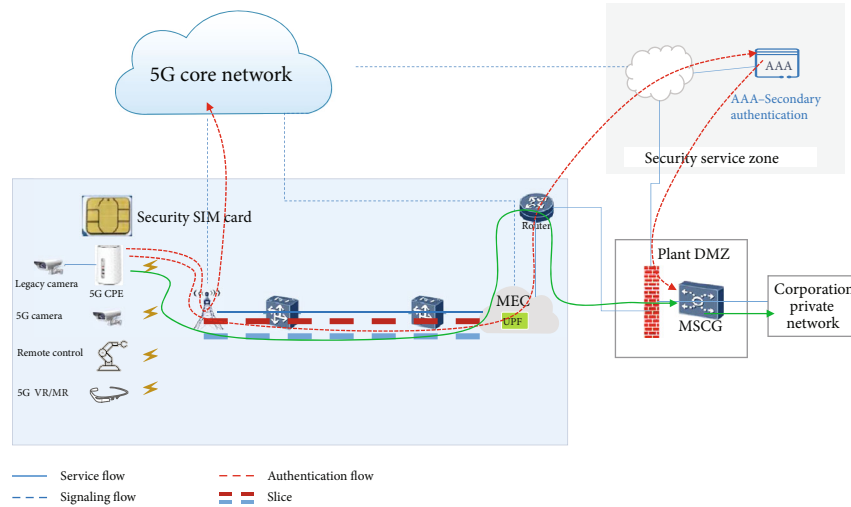 5G core network
AAA
AAA–Secondary
authentication
Security service zone
Security SIM card
Router
Plant DMZ
Legacy camera
5G CPE
5G camera
MEC
UPF
MSCG
Corporation
private
network
Remote control
5G VR/MR
Service flow
Authentication flow
Signaling flow
Slice